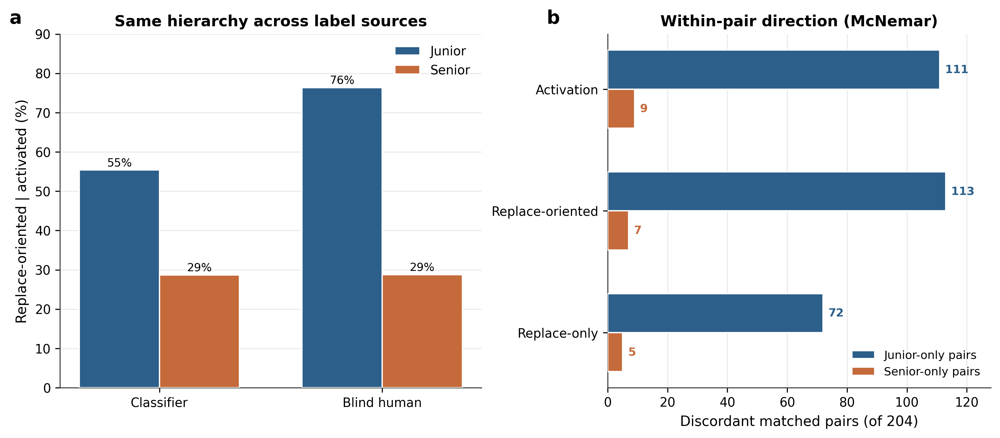 a
Same hierarchy across label sources
Replace-oriented | activated (%)
90
80
70
60
50
40
30
20
10
0
Junior
Senior
55%
29%
76%
29%
Classifier
Blind human
b
Within-pair direction (McNemar)
Activation
Replace-oriented
Replace-only
111
9
113
7
72
5
Junior-only pairs
Senior-only pairs
0
20
40
60
80
100
120
Discordant matched pairs (of 204)